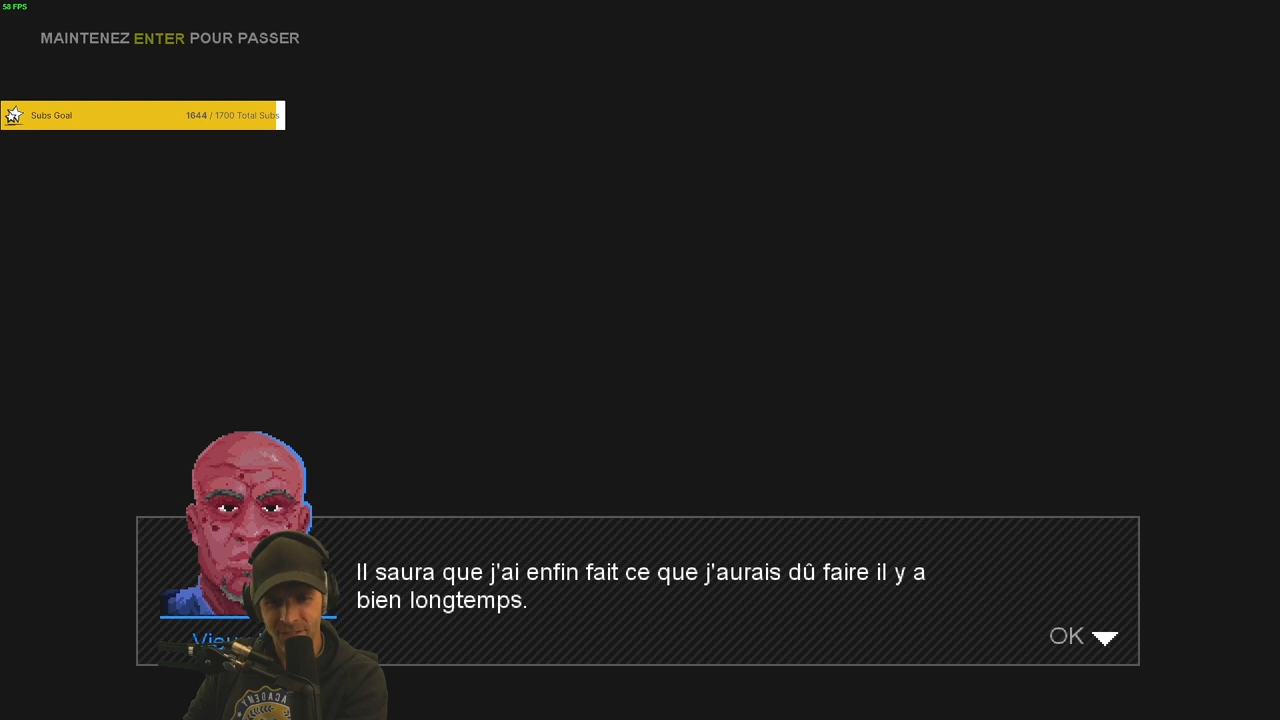 58 FPS
MAINTENEZ ENTER POUR PASSER
Subs Goal 1644 / 1700 Total Subs
Il saura que j'ai enfin fait ce que j'aurais dû faire il y a
bien longtemps.
OK
ACADEMY